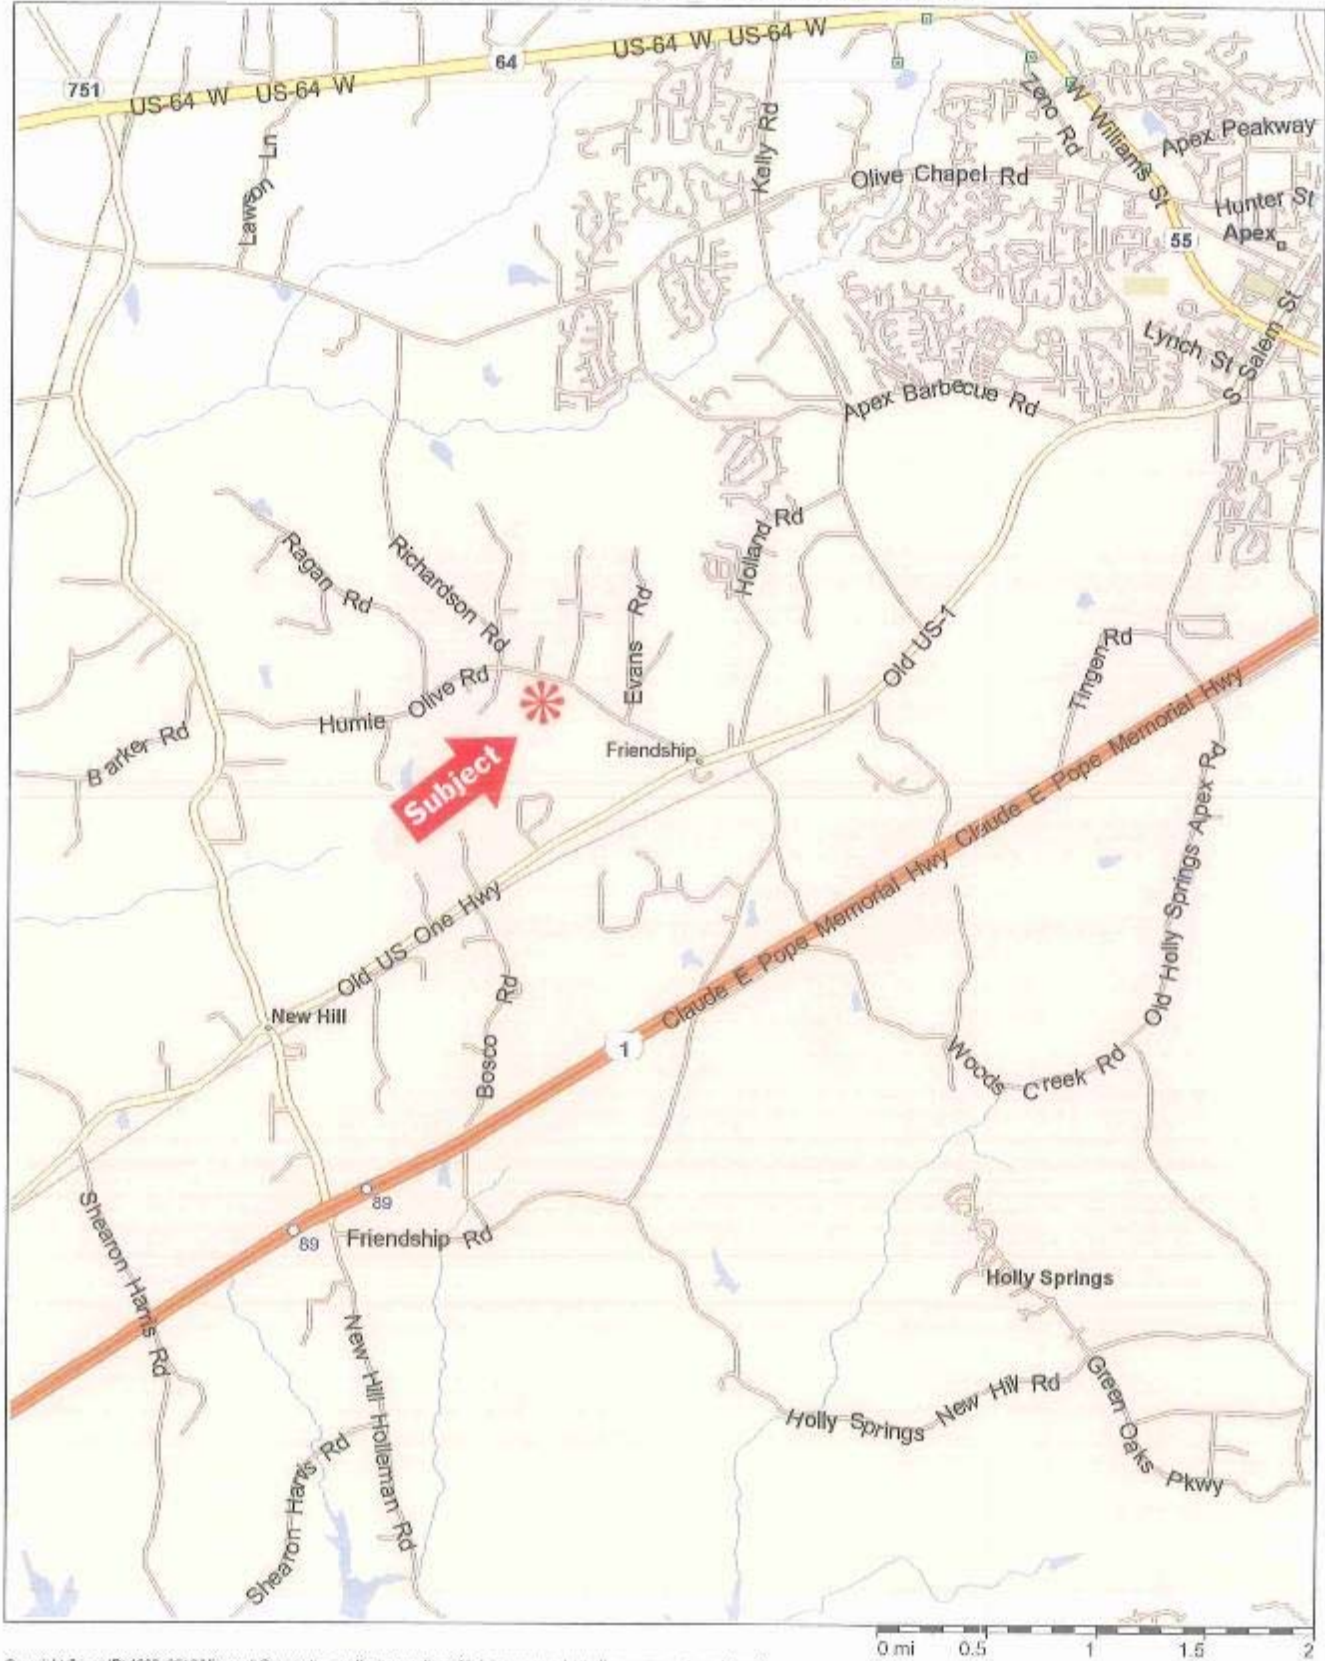 64
US-64 W US-64 W
751
US-64 W US-64 W
Zeno Rd
W Williams St
Apex Peakway
Kelly Rd
Lawson Ln
Olive Chapel Rd
Hunter St
Apex
55
S Salem St
Lynch St
Apex Barbecue Rd
Holland Rd
Ragan Rd
Richardson Rd
Evans Rd
Old US-1
Tingen Rd
Humie Olive Rd
Barker Rd
Friendship
Subject
Claude E Pope Memorial Hwy Claude E Pope Memorial Hwy
Old Holly Springs-Apex Rd
Old US One Hwy
New Hill
Bosco Rd
1
Woods Creek Rd
89
89
Friendship Rd
Shearon Harris Rd
Holly Springs
New Hill Holleman Rd
Green Oaks Pkwy
Holly Springs New Hill Rd
Shearon Harris Rd
0 mi 0.5 1 1.5 2